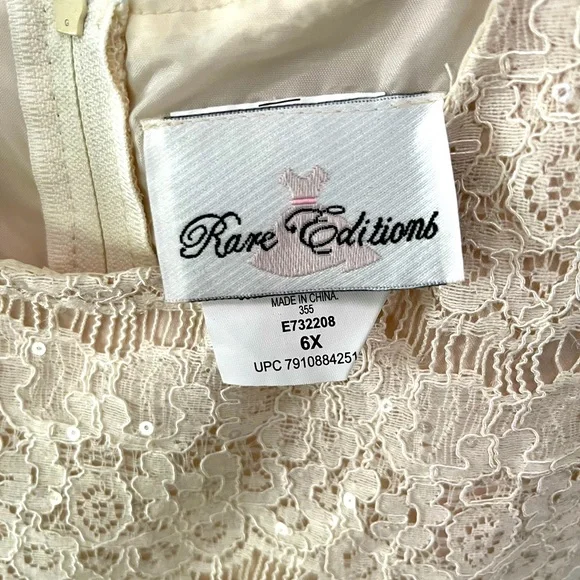 Rare Editions
MADE IN CHINA.
355
E732208
6X
UPC 7910884251